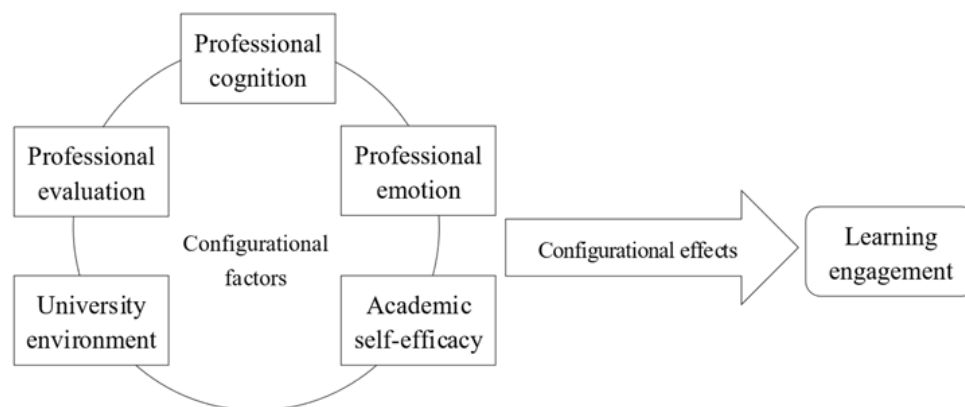 Professional
cognition
Professional
evaluation
Professional
emotion
Configurational
factors
University
environment
Academic
self-efficacy
Configurational effects
Learning
engagement